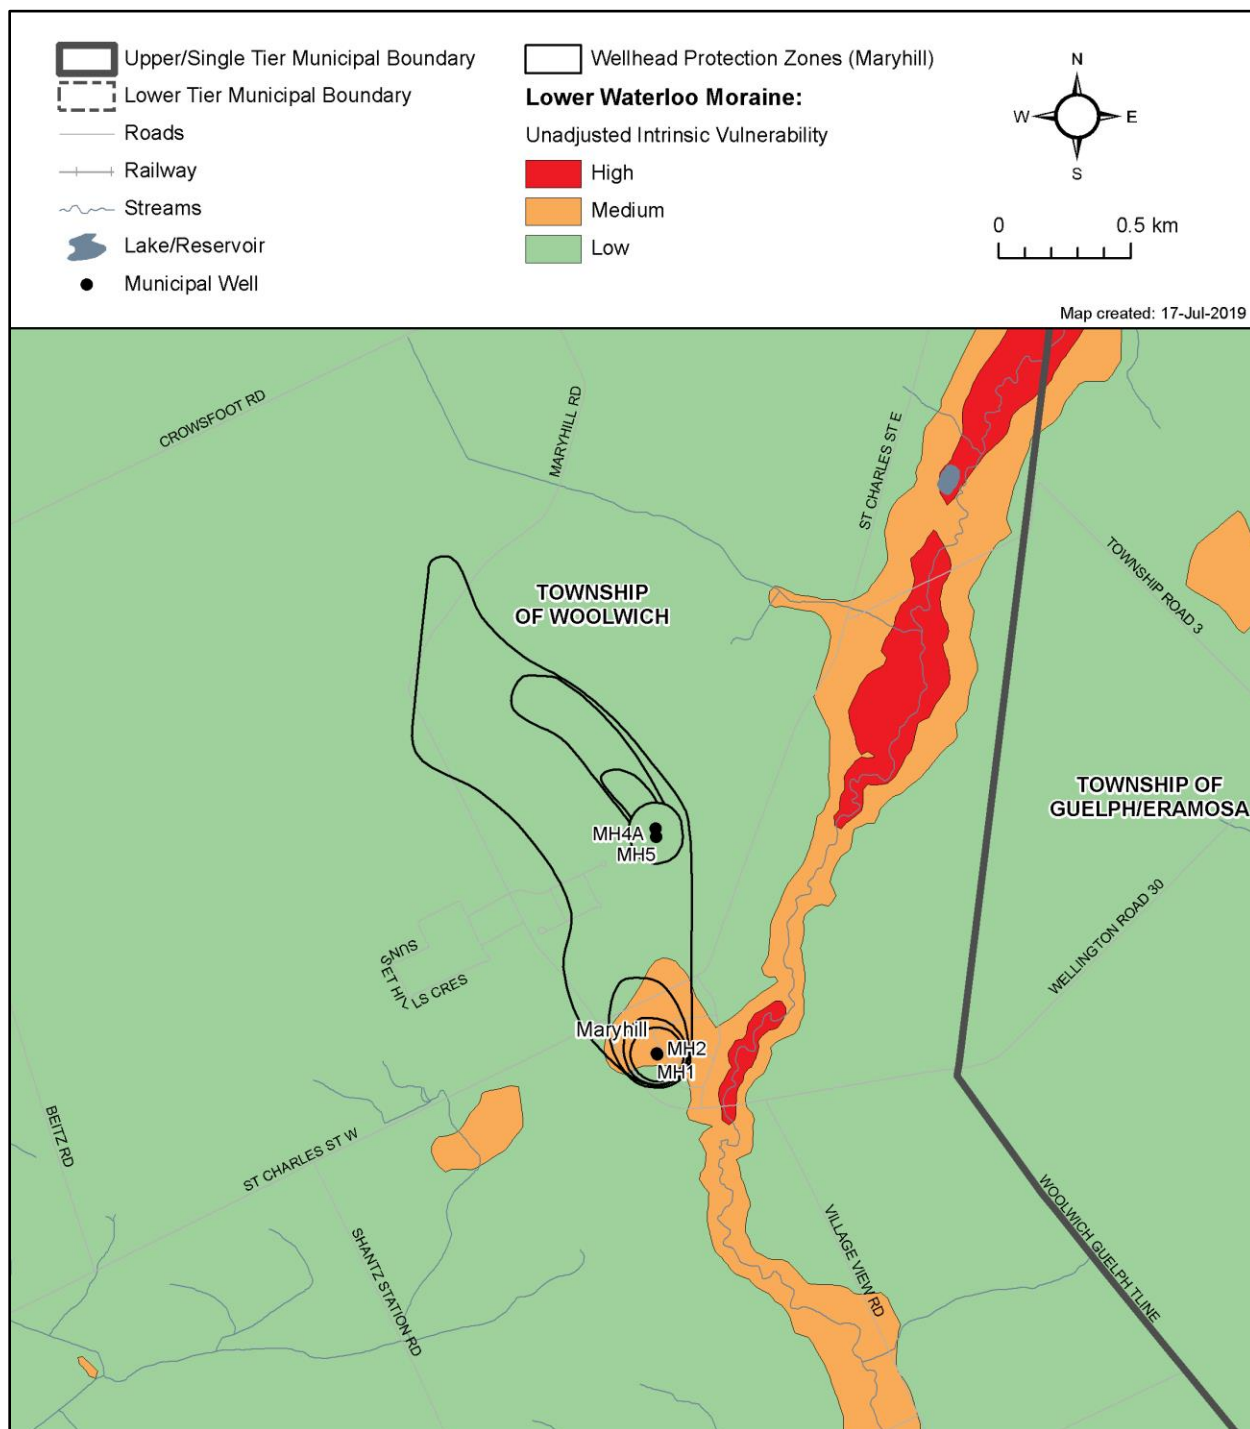 Upper/Single Tier Municipal Boundary
Lower Tier Municipal Boundary
Roads
Railway
Streams
Lake/Reservoir
Municipal Well
Wellhead Protection Zones (Maryhill)
Lower Waterloo Moraine:
Unadjusted Intrinsic Vulnerability
High
Medium
Low
N
W E
S
0 0.5 km
Map created: 17-Jul-2019
CROWSFOOT RD
MARYHILL RD
ST CHARLES ST E
TOWNSHIP ROAD 3
TOWNSHIP
OF WOOLWICH
TOWNSHIP OF
GUELPH/ERAMOSA
MH4A
MH5
WELLINGTON ROAD 30
SUNSET HILLS CRES
Maryhill
MH2
MH1
BEITZ RD
ST CHARLES ST W
SHANTZ STATION RD
VILLAGE VIEW RD
WOOLWICH GUELPH TLINE